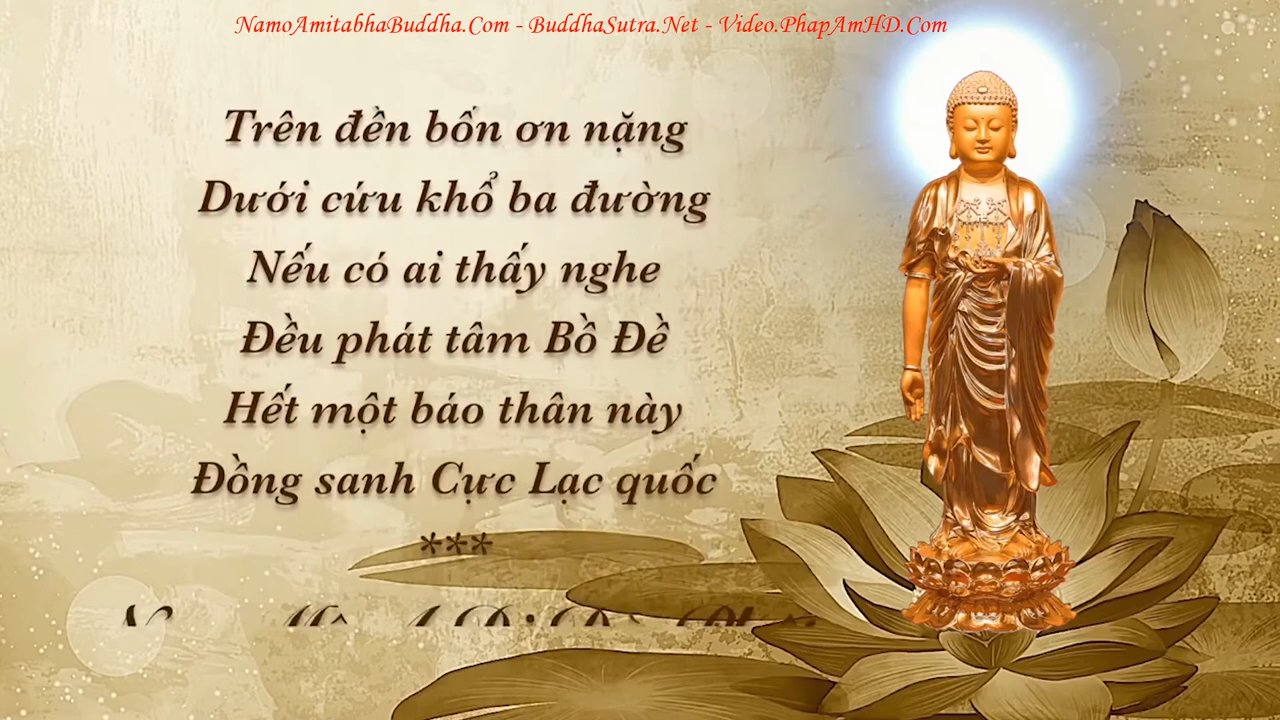 NamoAmitabhaBuddha.Com - BuddhaSutra.Net - Video.PhapAmHD.Com
Trên đền bốn ơn nặng
Dưới cứu khổ ba đường
Nếu có ai thấy nghe
Đều phát tâm Bồ Đề
Hết một báo thân này
Đồng sanh Cực Lạc quốc
***